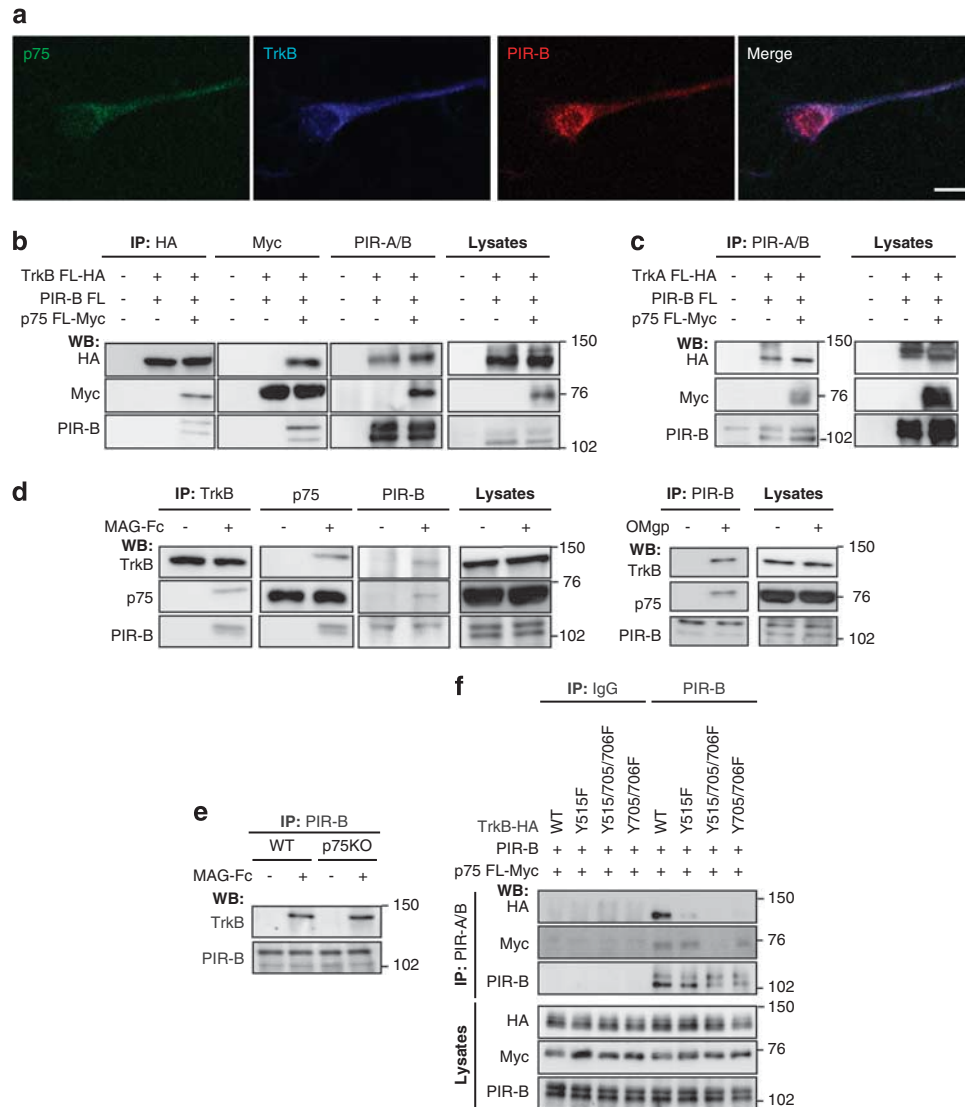 a
p75 TrkB PIR-B Merge
b
IP: HA Myc PIR-A/B Lysates
TrkB FL-HA - + + - + + - + + - + +
PIR-B FL - + + - + + - + + - + +
p75 FL-Myc - - + - - + - - + - - +
WB:
HA 150
Myc 76
PIR-B 102
c
IP: PIR-A/B Lysates
TrkA FL-HA - + + - + +
PIR-B FL - + + - + +
p75 FL-Myc - - + - - +
WB:
HA 150
Myc 76 76
PIR-B 102 102
d
IP: TrkB p75 PIR-B Lysates
MAG-Fc - + - + - + - +
WB:
TrkB 150
p75 76
PIR-B 102
IP: PIR-B Lysates
OMgp - + - +
WB:
TrkB 150
p75 76
PIR-B 102
e
IP: PIR-B
WT p75KO
MAG-Fc - + - +
WB:
TrkB 150
PIR-B 102
f
IP: IgG PIR-B
TrkB-HA WT Y515F Y515/705/706F Y705/706F WT Y515F Y515/705/706F Y705/706F
PIR-B + + + + + + + +
p75 FL-Myc + + + + + + + +
IP: PIR-A/B
WB:
HA 150
Myc 76
PIR-B 102
Lysates
HA 150
Myc 76
PIR-B 102